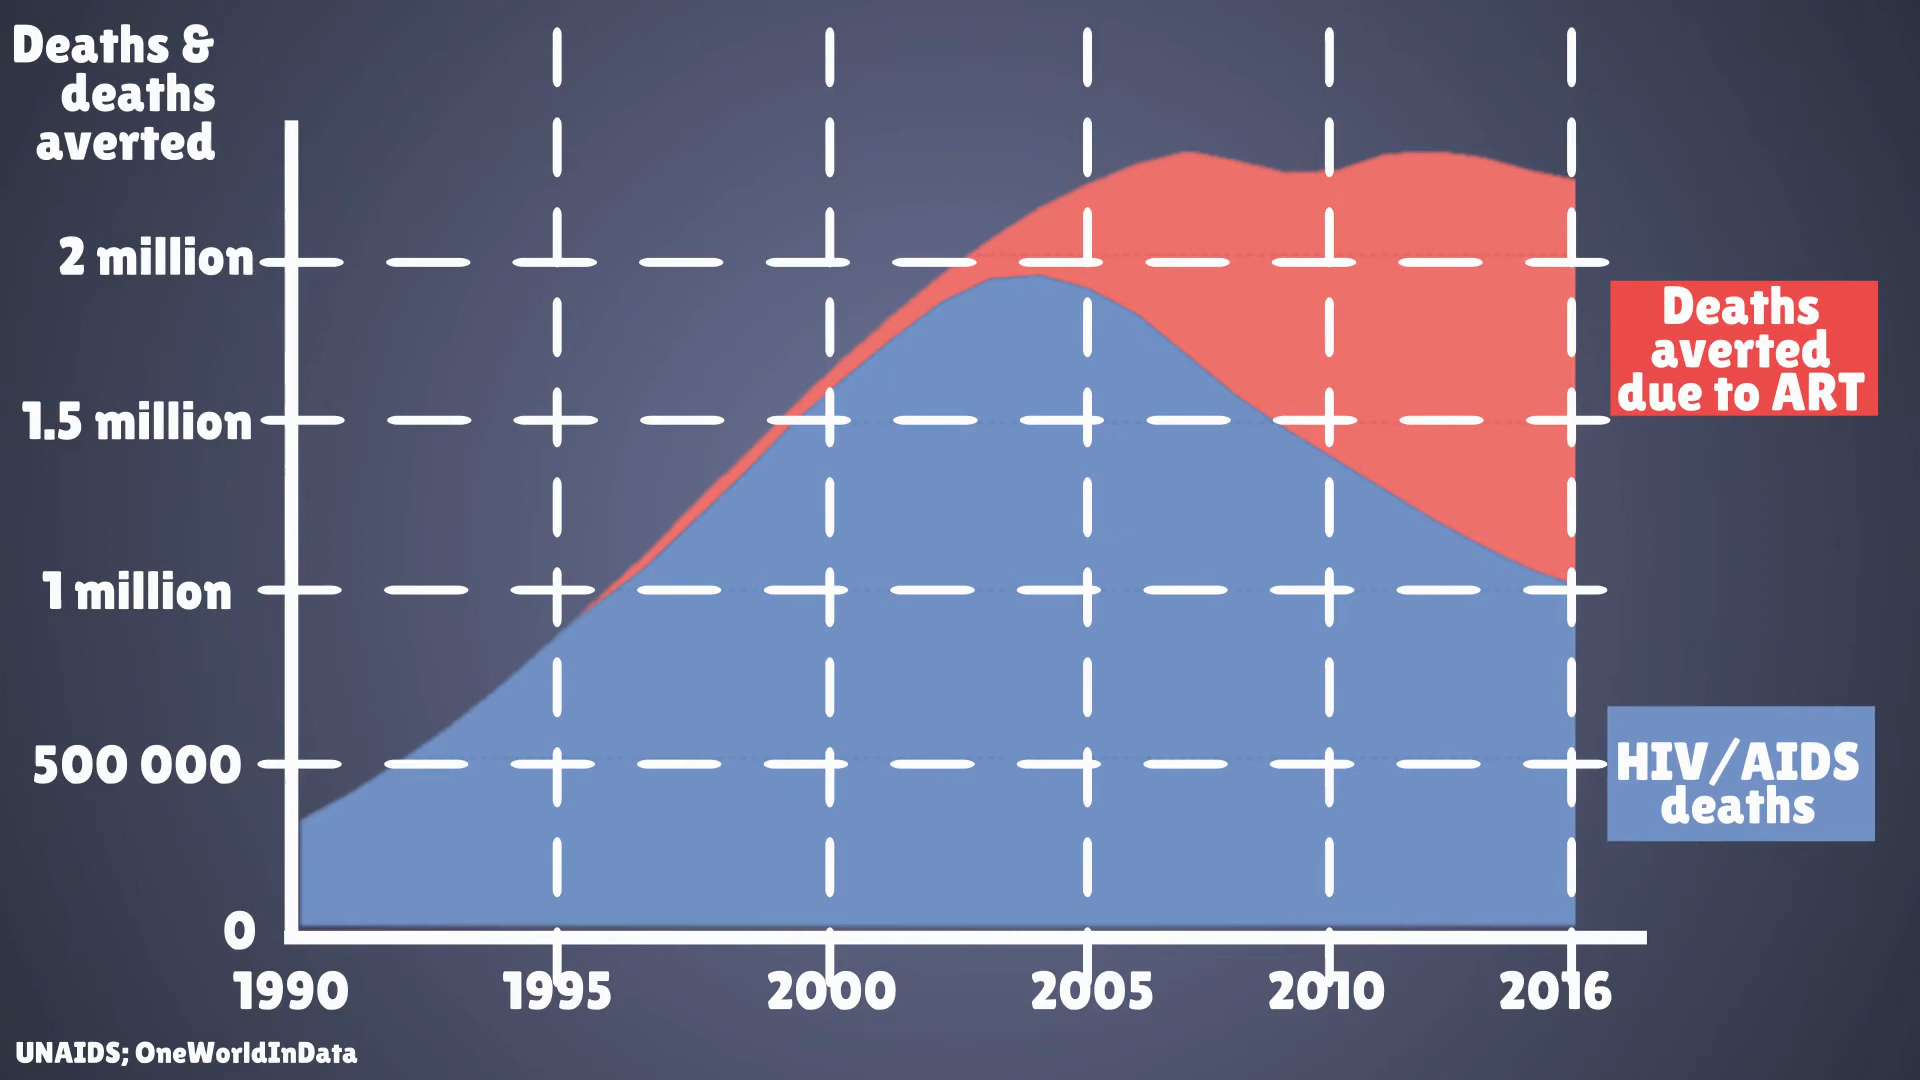 Deaths &
deaths
averted
2 million
1.5 million
1 million
500 000
0
1990
1995
2000
2005
2010
2016
Deaths
averted
due to ART
HIV/AIDS
deaths
UNAIDS; OneWorldInData